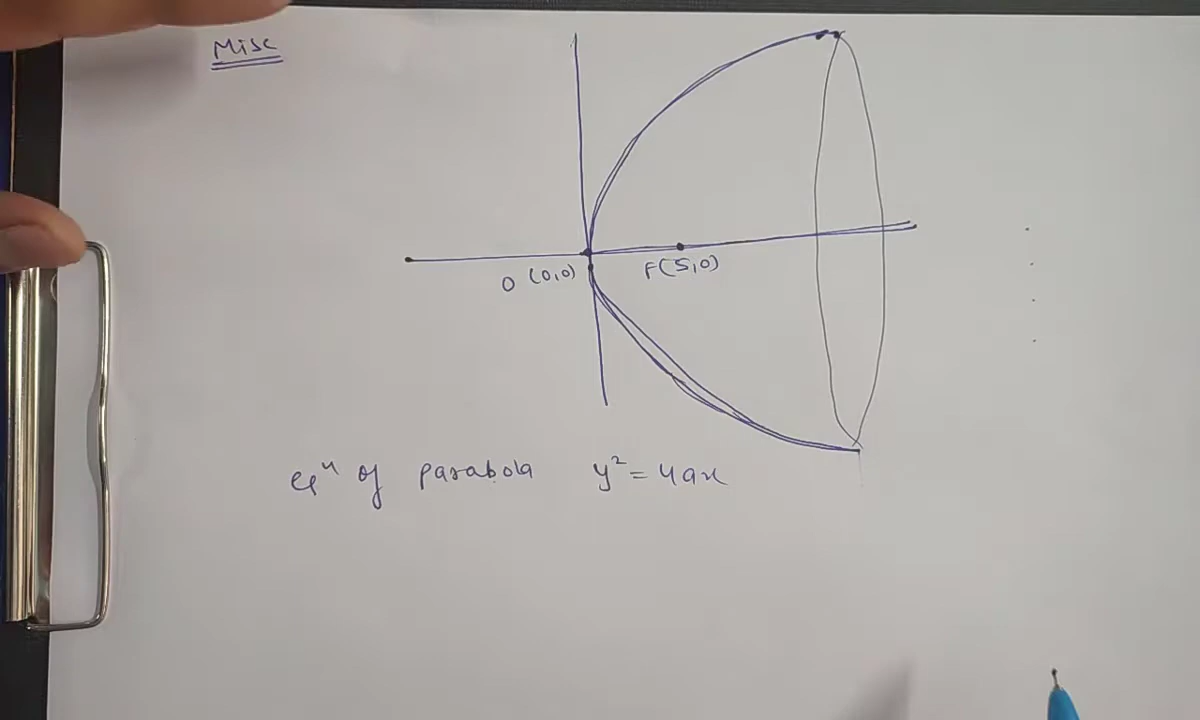 Misc
O (0,0) F(5,0)
eqⁿ of parabola y² = 4ax